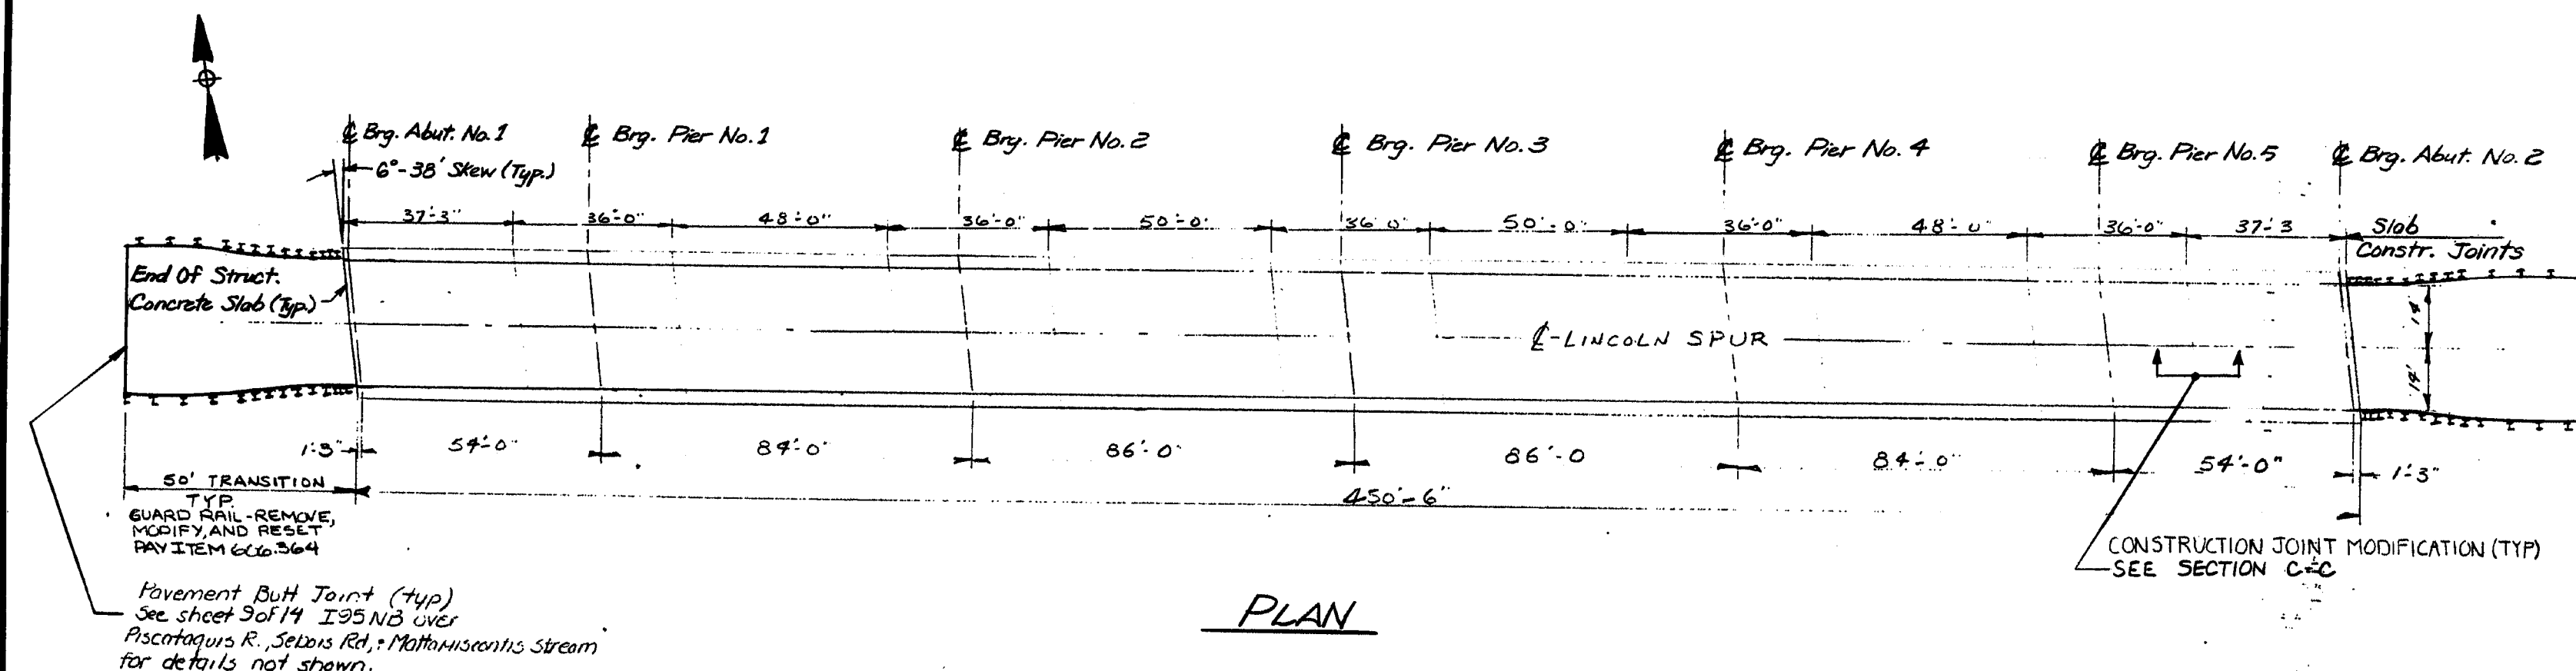 ℄ Brg. Abut. No. 1
℄ Brg. Pier No. 1
℄ Brg. Pier No. 2
℄ Brg. Pier No. 3
℄ Brg. Pier No. 4
℄ Brg. Pier No. 5
℄ Brg. Abut. No. 2
6°-38' Skew (Typ.)
37'-3" 36'-0" 48'-0" 36'-0" 50'-0" 36'-0" 50'-0" 36'-0" 48'-0" 36'-0" 37'-3
Slab
Constr. Joints
End Of Struct.
Concrete Slab (Typ.)
℄-LINCOLN SPUR
14'
14'
1'-3" 54'-0" 84'-0" 86'-0" 86'-0 84'-0" 54'-0" 1'-3"
450'-6"
50' TRANSITION
TYP.
GUARD RAIL-REMOVE,
MODIFY, AND RESET
PAY ITEM 606.364
CONSTRUCTION JOINT MODIFICATION (TYP)
SEE SECTION C-C
Pavement Butt Joint (typ)
See sheet 9 of 14 I95 NB over
Piscataquis R., Sebois Rd, Mattamiscontis Stream
for details not shown.
PLAN